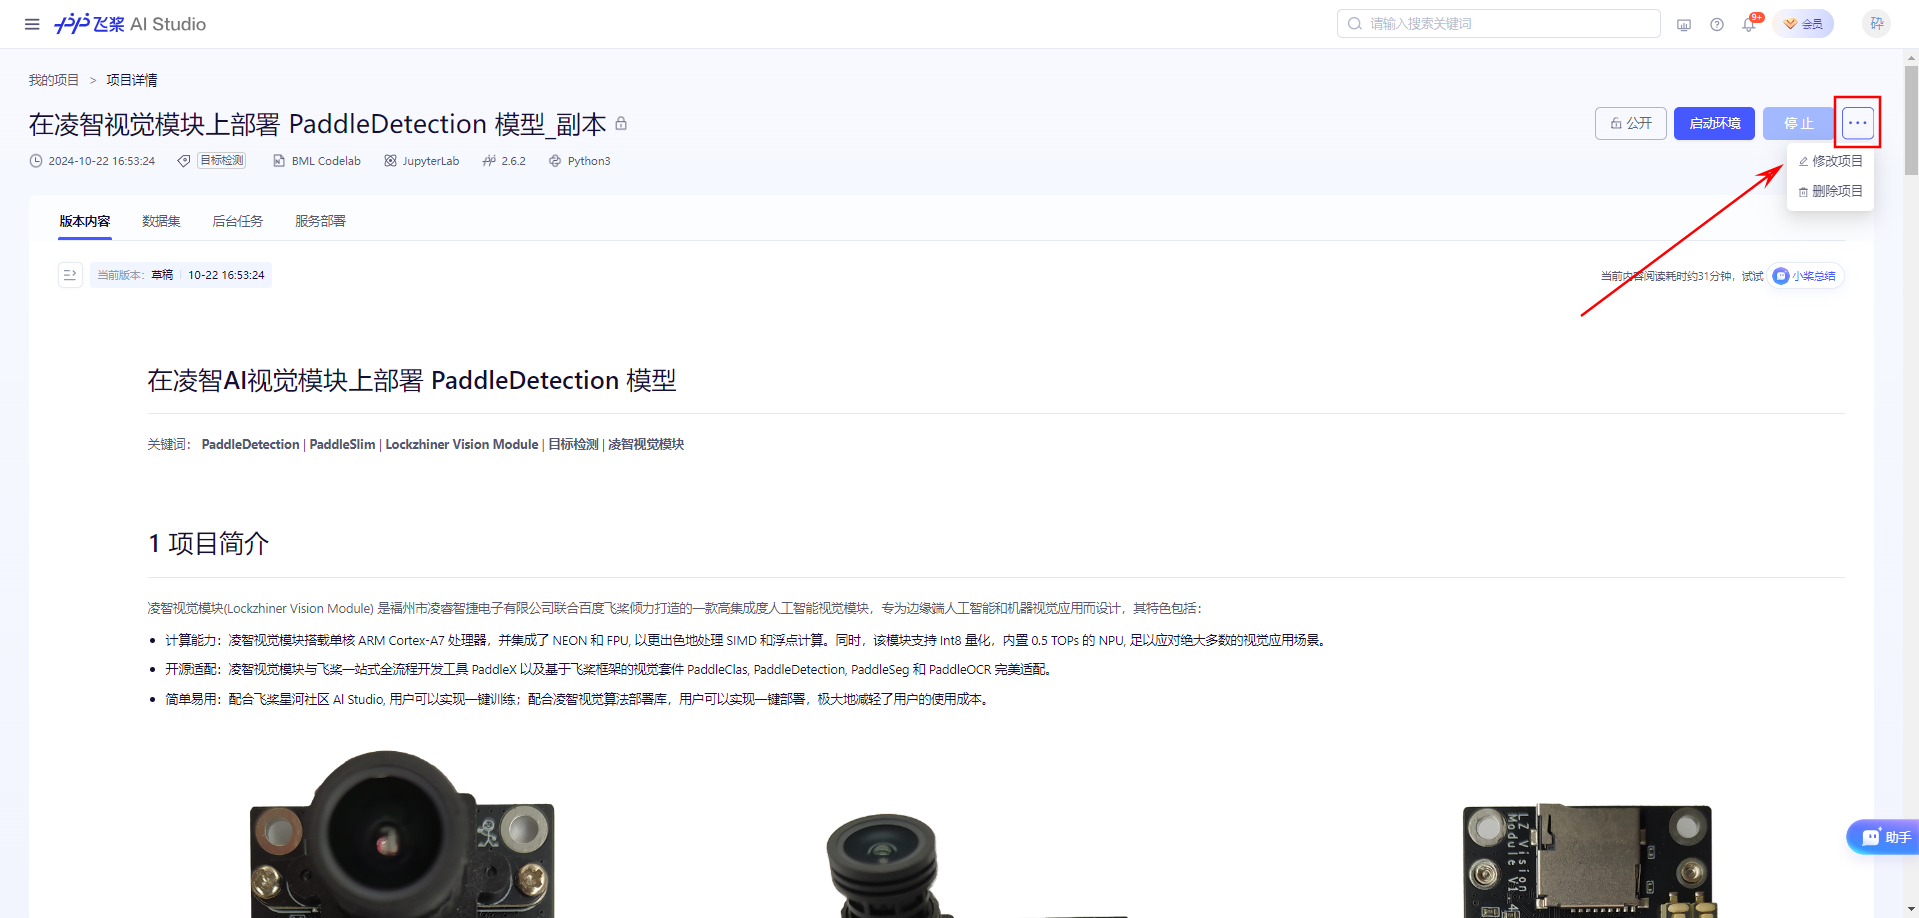 飞桨 AI Studio
请输入搜索关键词
9+
会员
砕
我的项目 > 项目详情
在凌智视觉模块上部署 PaddleDetection 模型_副本
公开
启动环境
停 止
···
2024-10-22 16:53:24 目标检测 BML Codelab JupyterLab 2.6.2 Python3
修改项目
删除项目
版本内容 数据集 后台任务 服务部署
当前版本: 草稿 10-22 16:53:24
当前内容阅读耗时约31分钟，试试 小桨总结
在凌智AI视觉模块上部署 PaddleDetection 模型
关键词： PaddleDetection | PaddleSlim | Lockzhiner Vision Module | 目标检测 | 凌智视觉模块
1 项目简介
凌智视觉模块(Lockzhiner Vision Module) 是福州市凌睿智捷电子有限公司联合百度飞桨倾力打造的一款高集成度人工智能视觉模块，专为边缘端人工智能和机器视觉应用而设计，其特色包括：
• 计算能力：凌智视觉模块搭载单核 ARM Cortex-A7 处理器，并集成了 NEON 和 FPU, 以更出色地处理 SIMD 和浮点计算。同时，该模块支持 Int8 量化，内置 0.5 TOPs 的 NPU, 足以应对绝大多数的视觉应用场景。
• 开源适配：凌智视觉模块与飞桨一站式全流程开发工具 PaddleX 以及基于飞桨框架的视觉套件 PaddleClas, PaddleDetection, PaddleSeg 和 PaddleOCR 完美适配。
• 简单易用：配合飞桨星河社区 Al Studio, 用户可以实现一键训练；配合凌智视觉算法部署库，用户可以实现一键部署，极大地减轻了用户的使用成本。
LZ Vision
Module V1.4
助手